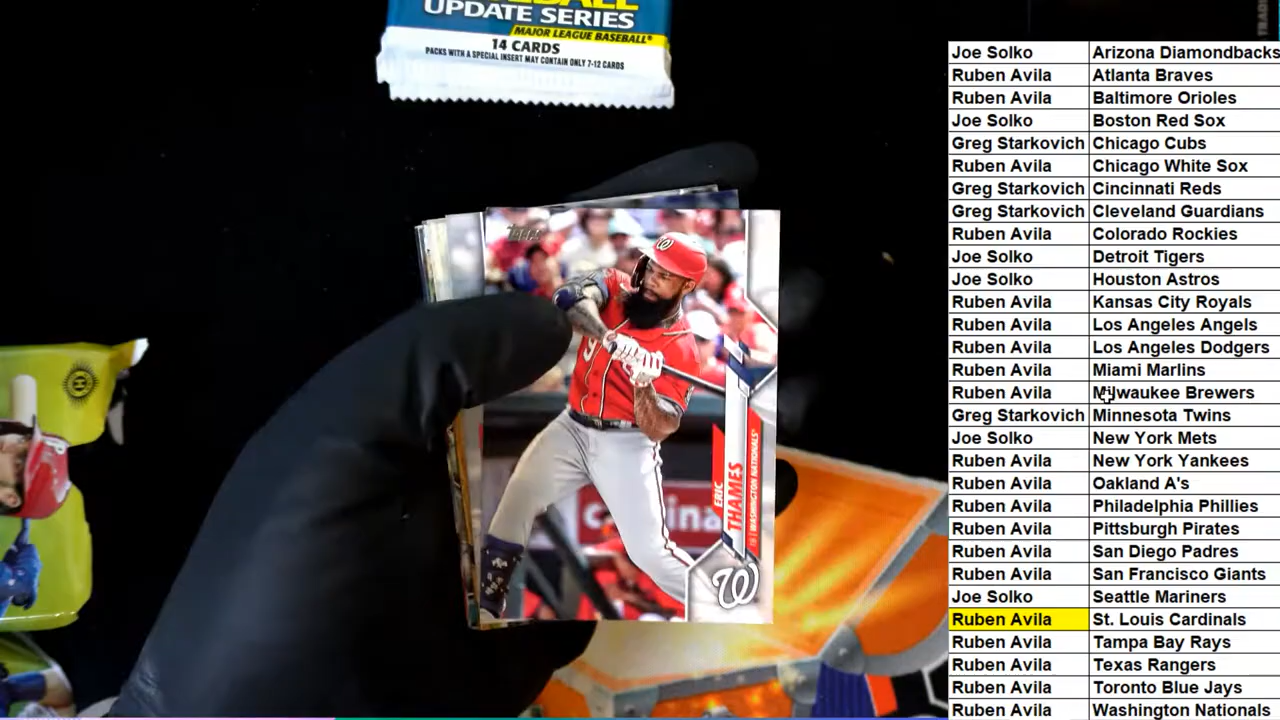 UPDATE SERIES
MAJOR LEAGUE BASEBALL®
14 CARDS
PACKS WITH A SPECIAL INSERT MAY CONTAIN ONLY 7-12 CARDS
TOPPS
ERIC
THAMES
WASHINGTON NATIONALS®
W
Joe Solko Arizona Diamondbacks
Ruben Avila Atlanta Braves
Ruben Avila Baltimore Orioles
Joe Solko Boston Red Sox
Greg Starkovich Chicago Cubs
Ruben Avila Chicago White Sox
Greg Starkovich Cincinnati Reds
Greg Starkovich Cleveland Guardians
Ruben Avila Colorado Rockies
Joe Solko Detroit Tigers
Joe Solko Houston Astros
Ruben Avila Kansas City Royals
Ruben Avila Los Angeles Angels
Ruben Avila Los Angeles Dodgers
Ruben Avila Miami Marlins
Ruben Avila Milwaukee Brewers
Greg Starkovich Minnesota Twins
Joe Solko New York Mets
Ruben Avila New York Yankees
Ruben Avila Oakland A's
Ruben Avila Philadelphia Phillies
Ruben Avila Pittsburgh Pirates
Ruben Avila San Diego Padres
Ruben Avila San Francisco Giants
Joe Solko Seattle Mariners
Ruben Avila St. Louis Cardinals
Ruben Avila Tampa Bay Rays
Ruben Avila Texas Rangers
Ruben Avila Toronto Blue Jays
Ruben Avila Washington Nationals